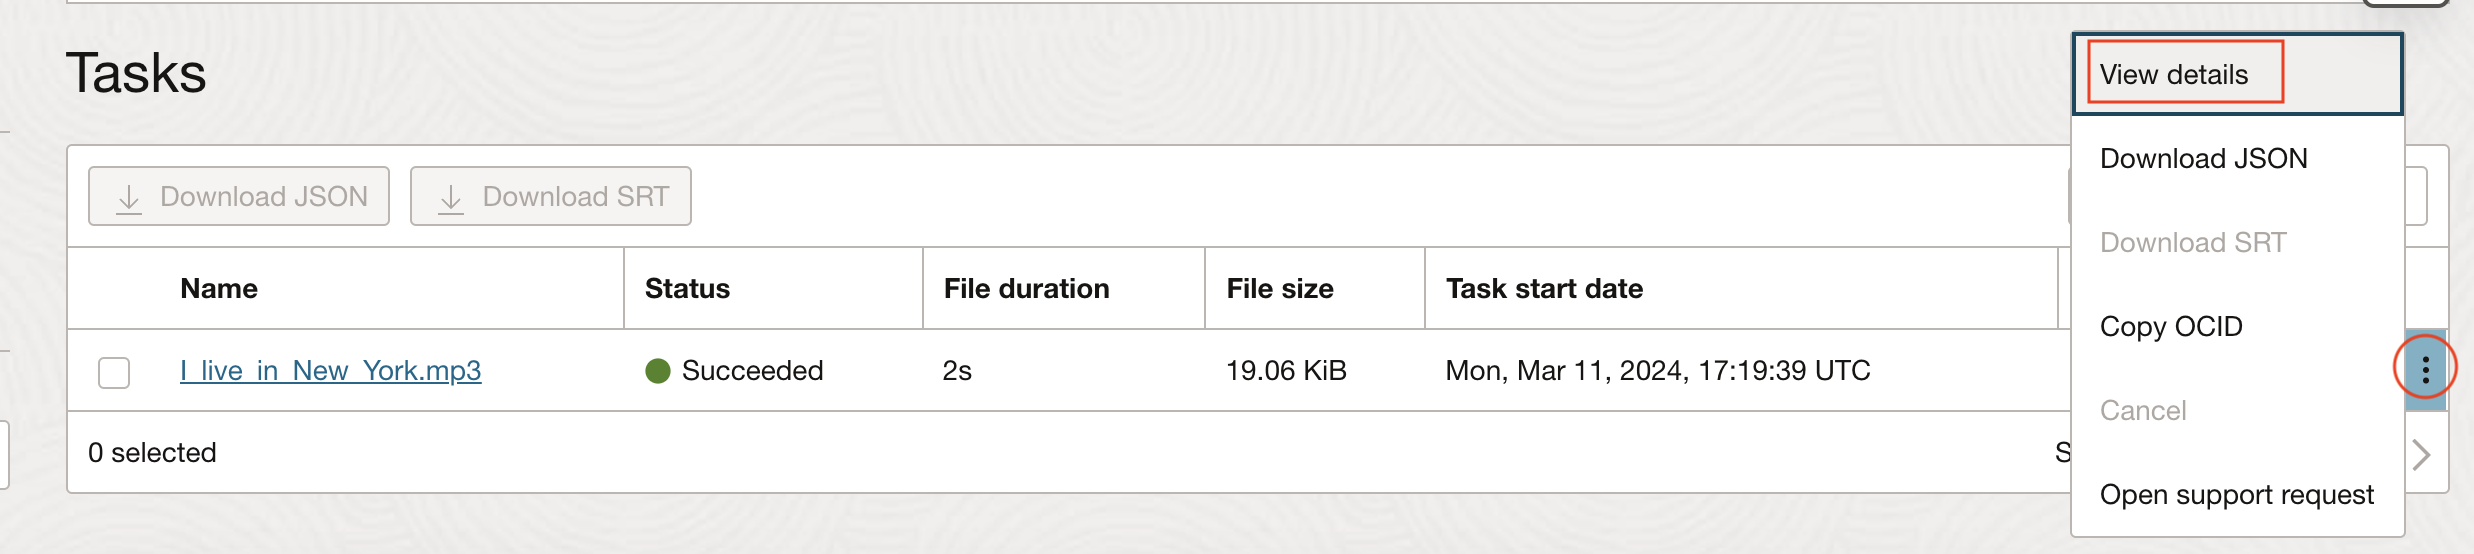 Tasks
View details
Download JSON
Download SRT
Copy OCID
Cancel
Open support request
Download JSON Download SRT
Name Status File duration File size Task start date
I_live_in_New_York.mp3 Succeeded 2s 19.06 KiB Mon, Mar 11, 2024, 17:19:39 UTC
0 selected